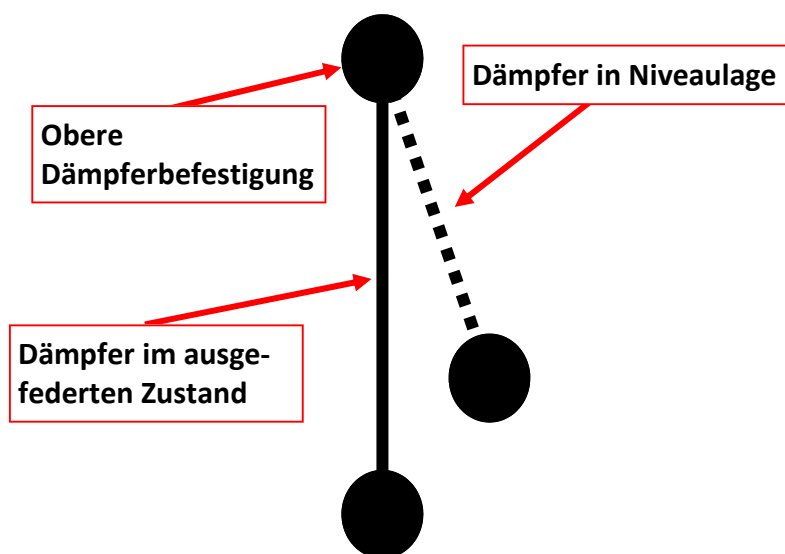 Dämpfer in Niveaulage
Obere
Dämpferbefestigung
Dämpfer im ausge-
federten Zustand